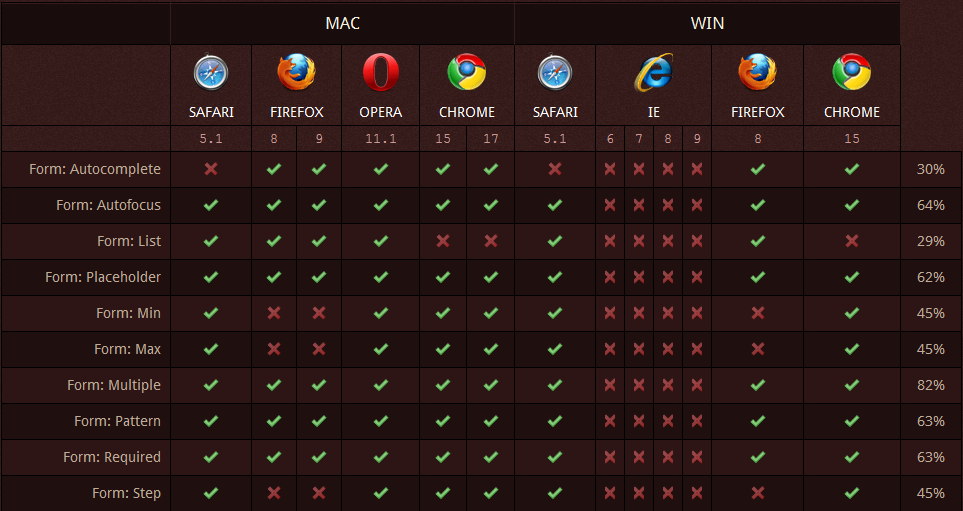 MAC WIN
SAFARI FIREFOX OPERA CHROME SAFARI IE FIREFOX CHROME
5.1 8 9 11.1 15 17 5.1 6 7 8 9 8 15
Form: Autocomplete 30%
Form: Autofocus 64%
Form: List 29%
Form: Placeholder 62%
Form: Min 45%
Form: Max 45%
Form: Multiple 82%
Form: Pattern 63%
Form: Required 63%
Form: Step 45%